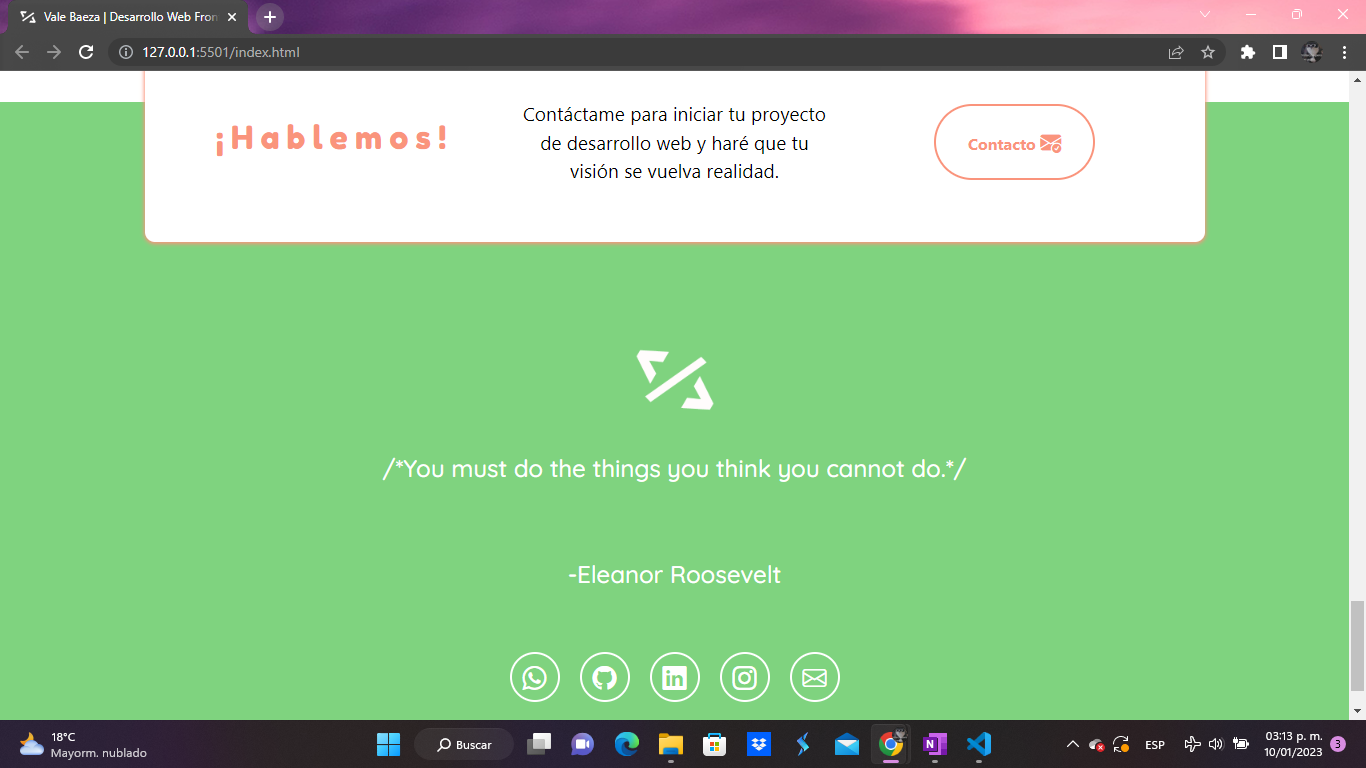 Vale Baeza | Desarrollo Web Fron
127.0.0.1:5501/index.html
¡Hablemos!
Contáctame para iniciar tu proyecto
de desarrollo web y haré que tu
visión se vuelva realidad.
Contacto
/*You must do the things you think you cannot do.*/
-Eleanor Roosevelt
in
18°C
Mayorm. nublado
Buscar
N
ESP
03:13 p. m.
10/01/2023
3